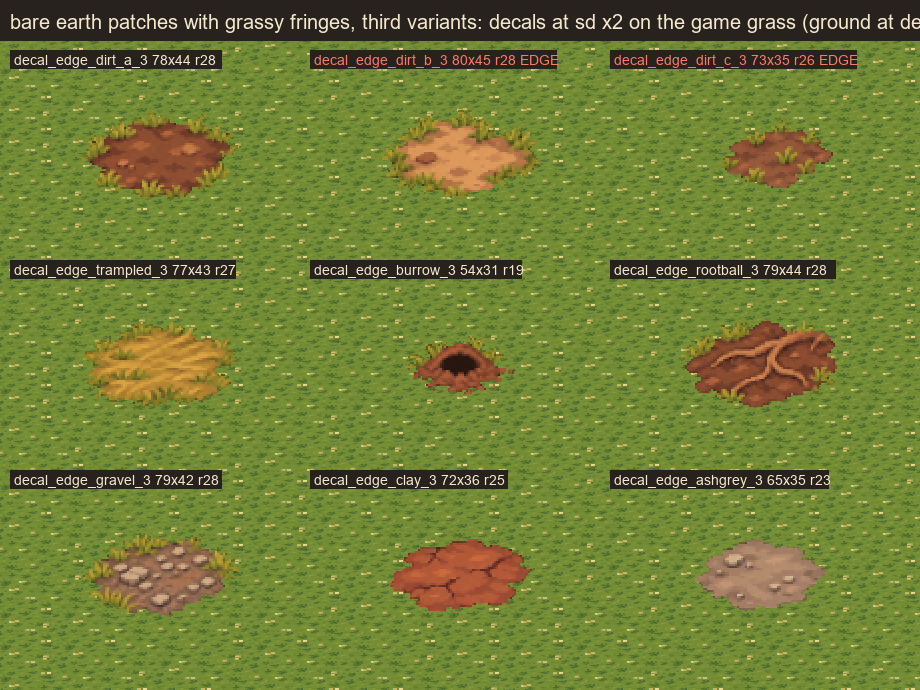 bare earth patches with grassy fringes, third variants: decals at sd x2 on the game grass (ground at de
decal_edge_dirt_a_3 78x44 r28
decal_edge_dirt_b_3 80x45 r28 EDGE
decal_edge_dirt_c_3 73x35 r26 EDGE
decal_edge_trampled_3 77x43 r27
decal_edge_burrow_3 54x31 r19
decal_edge_rootball_3 79x44 r28
decal_edge_gravel_3 79x42 r28
decal_edge_clay_3 72x36 r25
decal_edge_ashgrey_3 65x35 r23